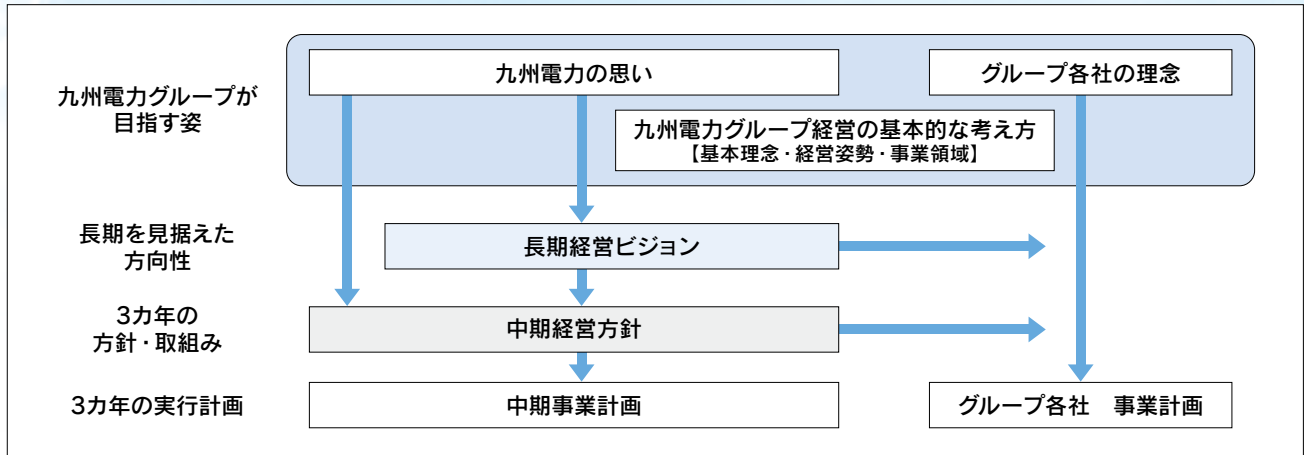 九州電力グループが
目指す姿
九州電力の思い
グループ各社の理念
九州電力グループ経営の基本的な考え方
【基本理念・経営姿勢・事業領域】
長期を見据えた
方向性
長期経営ビジョン
3カ年の
方針・取組み
中期経営方針
3カ年の実行計画
中期事業計画
グループ各社　事業計画